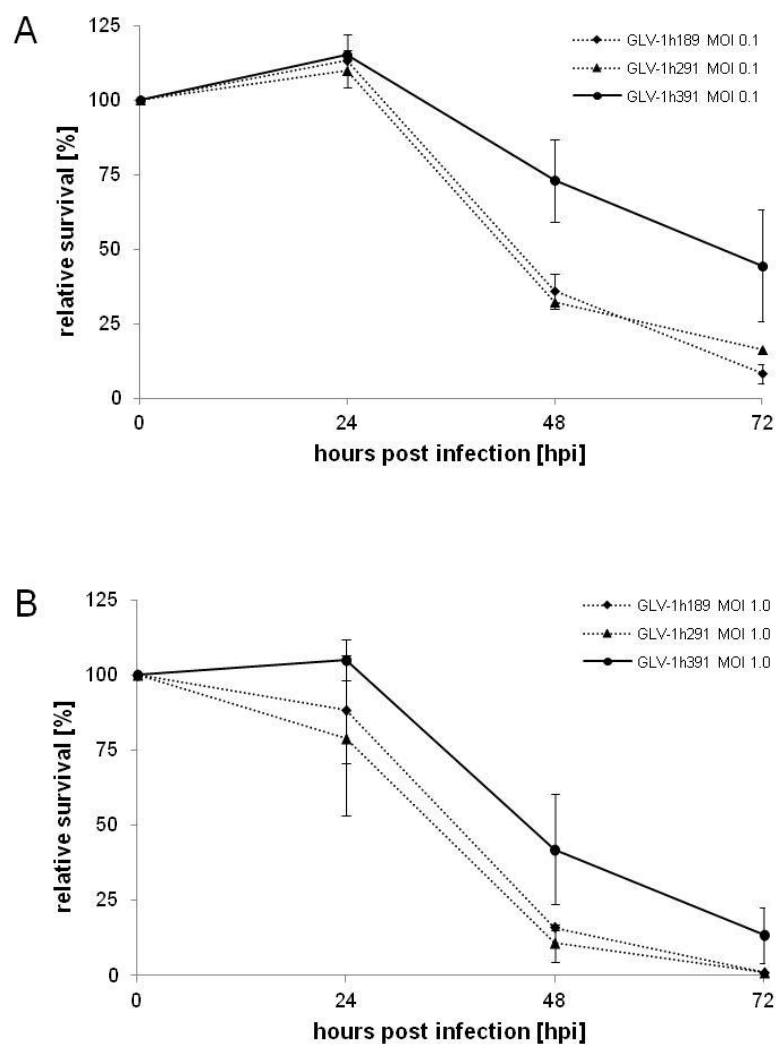 A
125
100
75
50
25
0
relative survival [%]
GLV-1h189 MOI 0.1
GLV-1h291 MOI 0.1
GLV-1h391 MOI 0.1
0 24 48 72
hours post infection [hpi]
B
125
100
75
50
25
0
relative survival [%]
GLV-1h189 MOI 1.0
GLV-1h291 MOI 1.0
GLV-1h391 MOI 1.0
0 24 48 72
hours post infection [hpi]